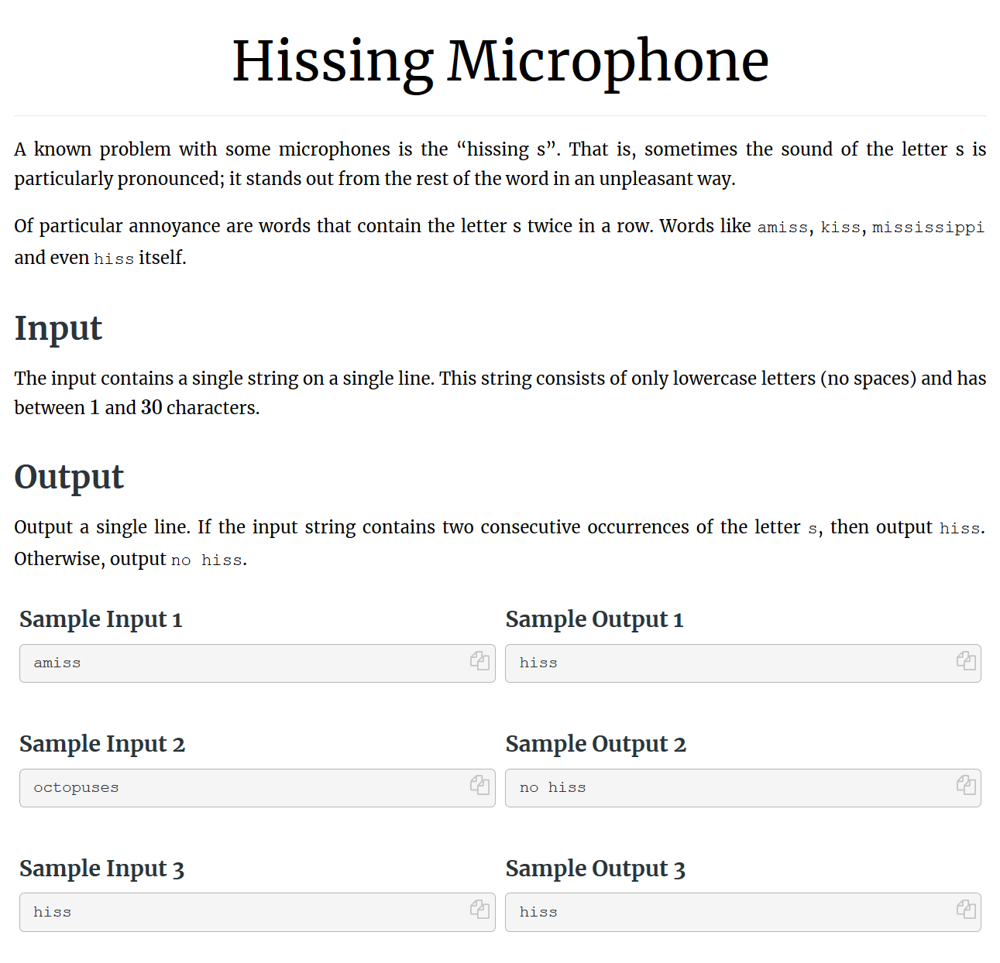 Hissing Microphone
A known problem with some microphones is the “hissing s”. That is, sometimes the sound of the letter s is
particularly pronounced; it stands out from the rest of the word in an unpleasant way.
Of particular annoyance are words that contain the letter s twice in a row. Words like amiss, kiss, mississippi
and even hiss itself.
Input
The input contains a single string on a single line. This string consists of only lowercase letters (no spaces) and has
between 1 and 30 characters.
Output
Output a single line. If the input string contains two consecutive occurrences of the letter s, then output hiss.
Otherwise, output no hiss.
Sample Input 1
Sample Output 1
amiss
hiss
Sample Input 2
Sample Output 2
octopuses
no hiss
Sample Input 3
Sample Output 3
hiss
hiss